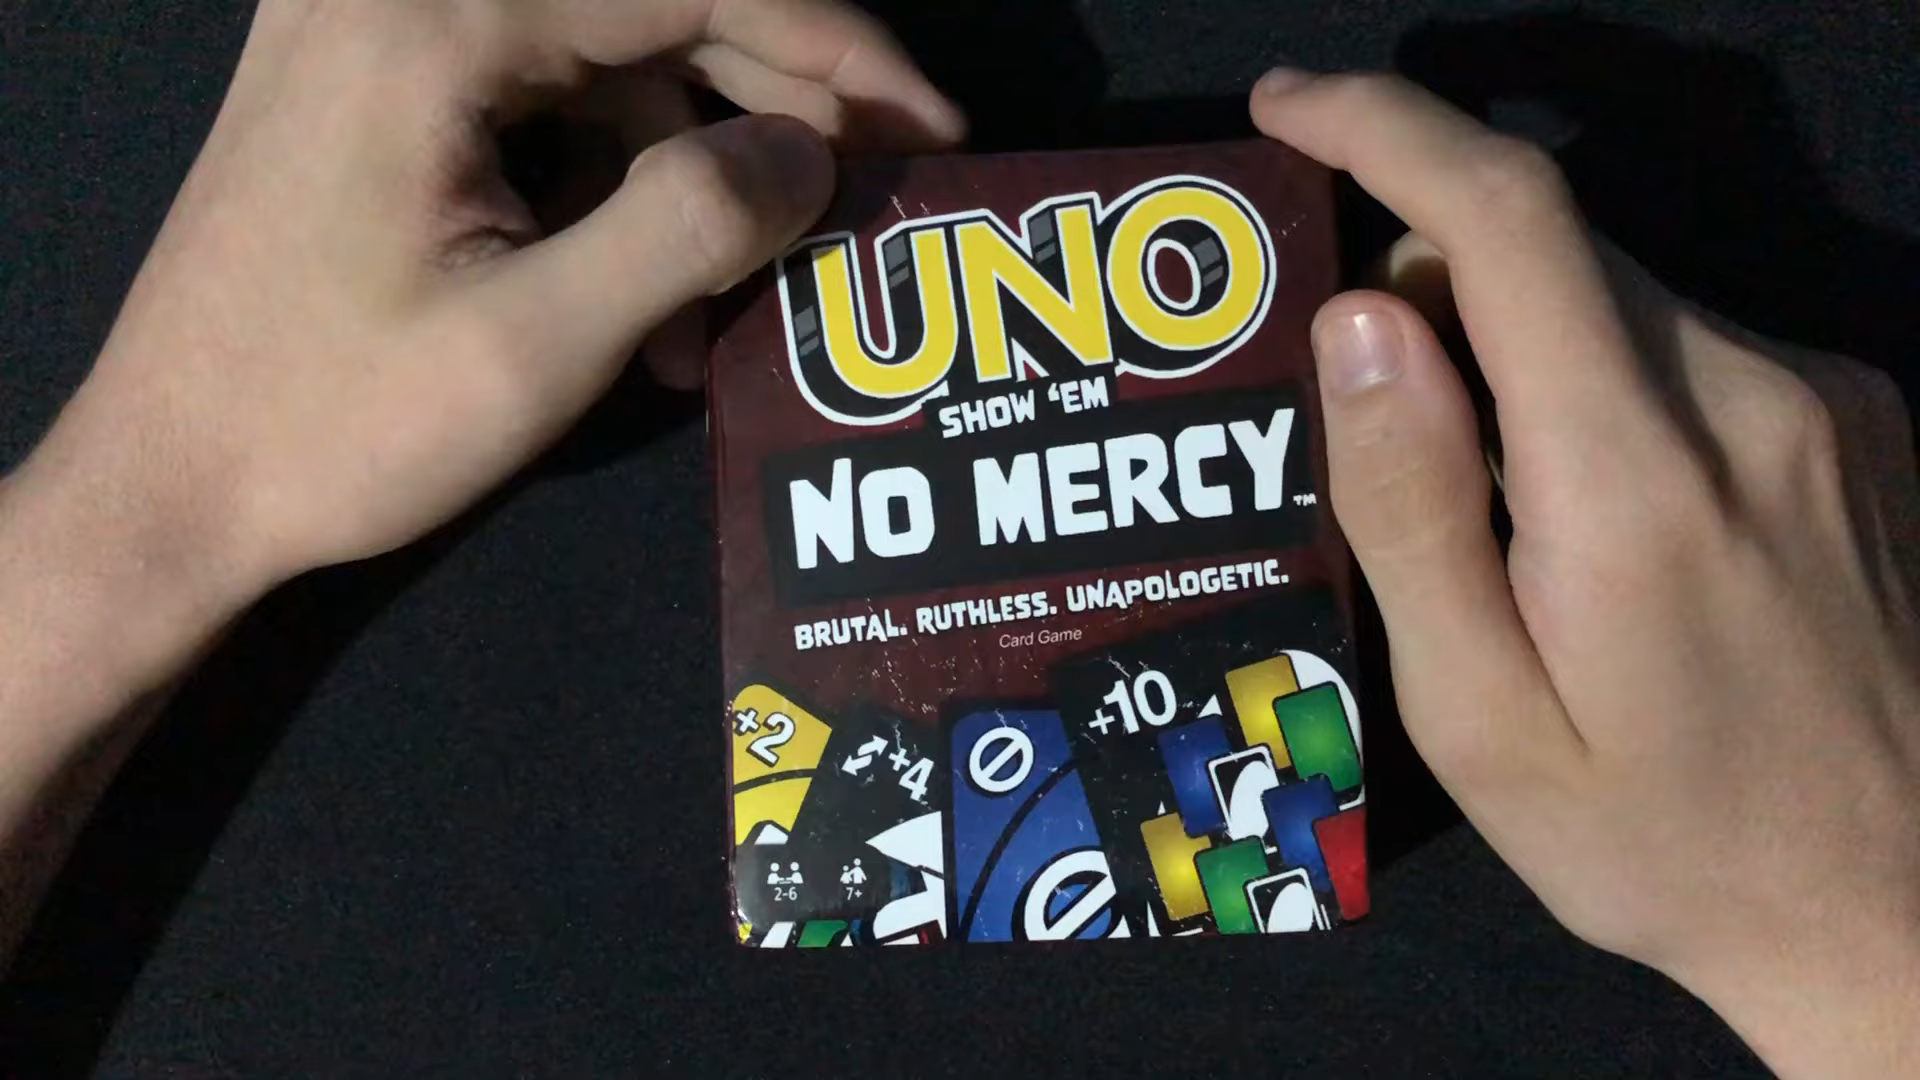 UNO
SHOW ‘EM
NO MERCY™
BRUTAL. RUTHLESS. UNAPOLOGETIC.
Card Game
+2
+4
+10
2-6
7+